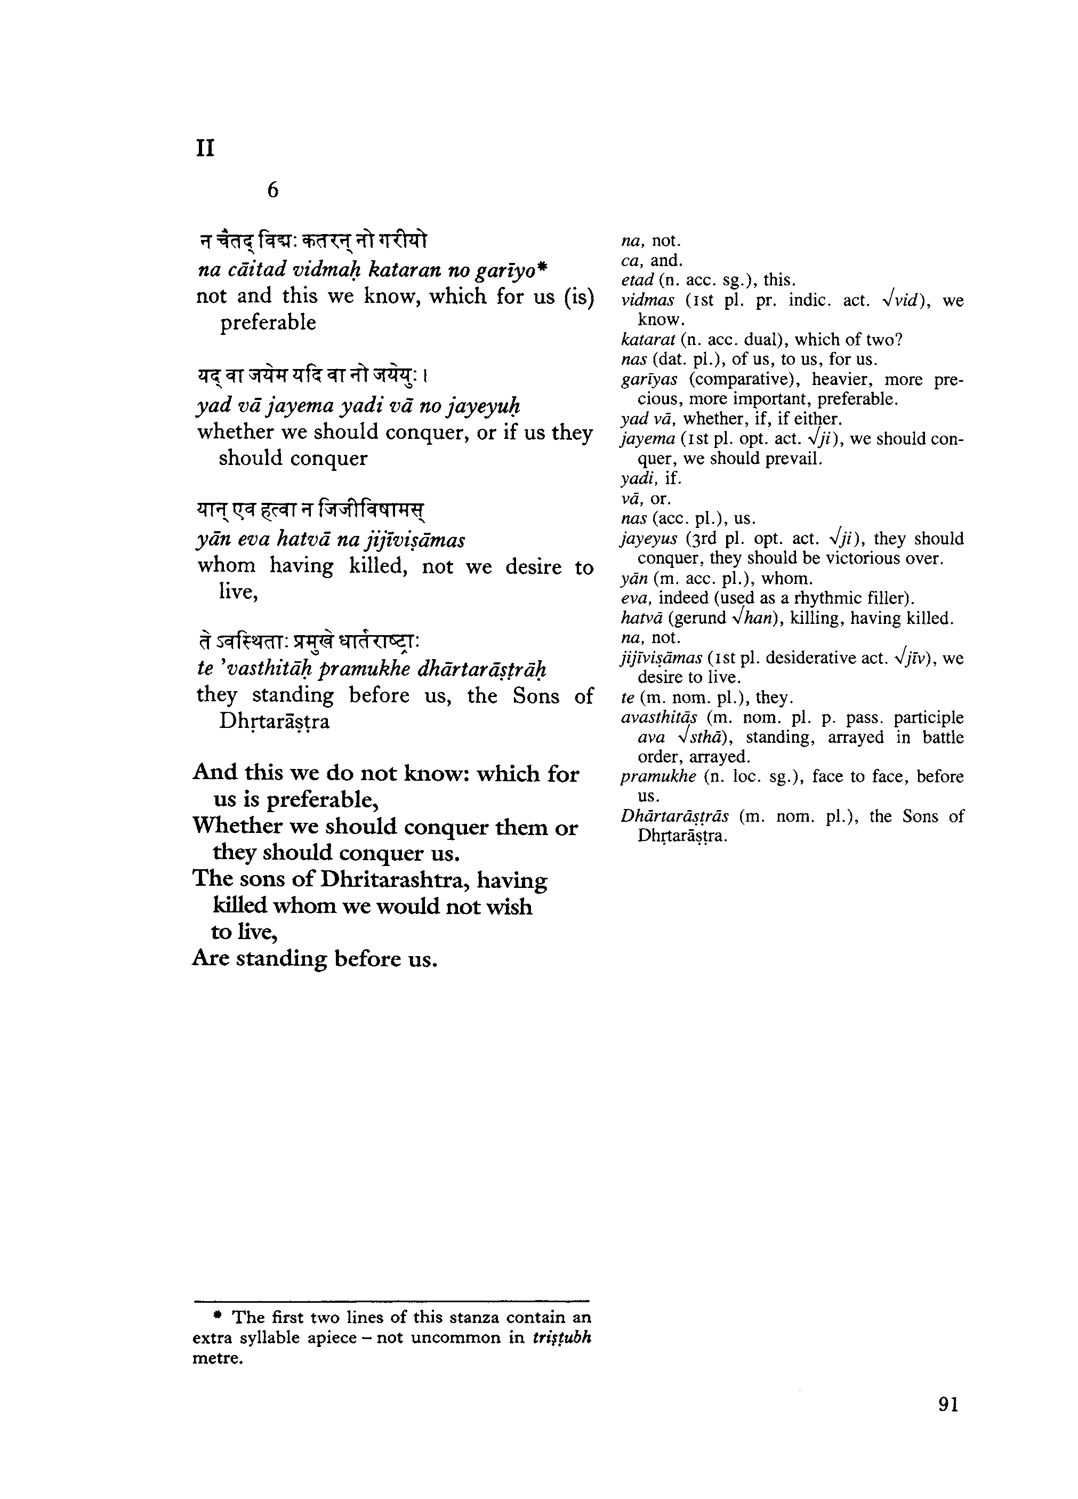 II
6
न चैतद् विद्मः कतरन् नो गरीयो
na cāitad vidmaḥ kataran no garīyo*
not and this we know, which for us (is)
preferable
यद् वा जयेम यदि वा नो जयेयुः ।
yad vā jayema yadi vā no jayeyuḥ
whether we should conquer, or if us they
should conquer
यान् एव हत्वा न जिजीविषामस्
yān eva hatvā na jijīviṣāmas
whom having killed, not we desire to
live,
ते ऽवस्थिताः प्रमुखे धार्तराष्ट्राः
te 'vasthitāḥ pramukhe dhārtarāṣṭrāḥ
they standing before us, the Sons of
Dhṛtarāṣṭra
And this we do not know: which for
us is preferable,
Whether we should conquer them or
they should conquer us.
The sons of Dhritarashtra, having
killed whom we would not wish
to live,
Are standing before us.
na, not.
ca, and.
etad (n. acc. sg.), this.
vidmas (1st pl. pr. indic. act. √vid), we
know.
katarat (n. acc. dual), which of two?
nas (dat. pl.), of us, to us, for us.
garīyas (comparative), heavier, more pre-
cious, more important, preferable.
yad vā, whether, if, if either.
jayema (1st pl. opt. act. √ji), we should con-
quer, we should prevail.
yadi, if.
vā, or.
nas (acc. pl.), us.
jayeyus (3rd pl. opt. act. √ji), they should
conquer, they should be victorious over.
yān (m. acc. pl.), whom.
eva, indeed (used as a rhythmic filler).
hatvā (gerund √han), killing, having killed.
na, not.
jijīviṣāmas (1st pl. desiderative act. √jīv), we
desire to live.
te (m. nom. pl.), they.
avasthitās (m. nom. pl. p. pass. participle
ava √sthā), standing, arrayed in battle
order, arrayed.
pramukhe (n. loc. sg.), face to face, before
us.
Dhārtarāṣṭrās (m. nom. pl.), the Sons of
Dhṛtarāṣṭra.
* The first two lines of this stanza contain an
extra syllable apiece – not uncommon in triṣṭubh
metre.
91